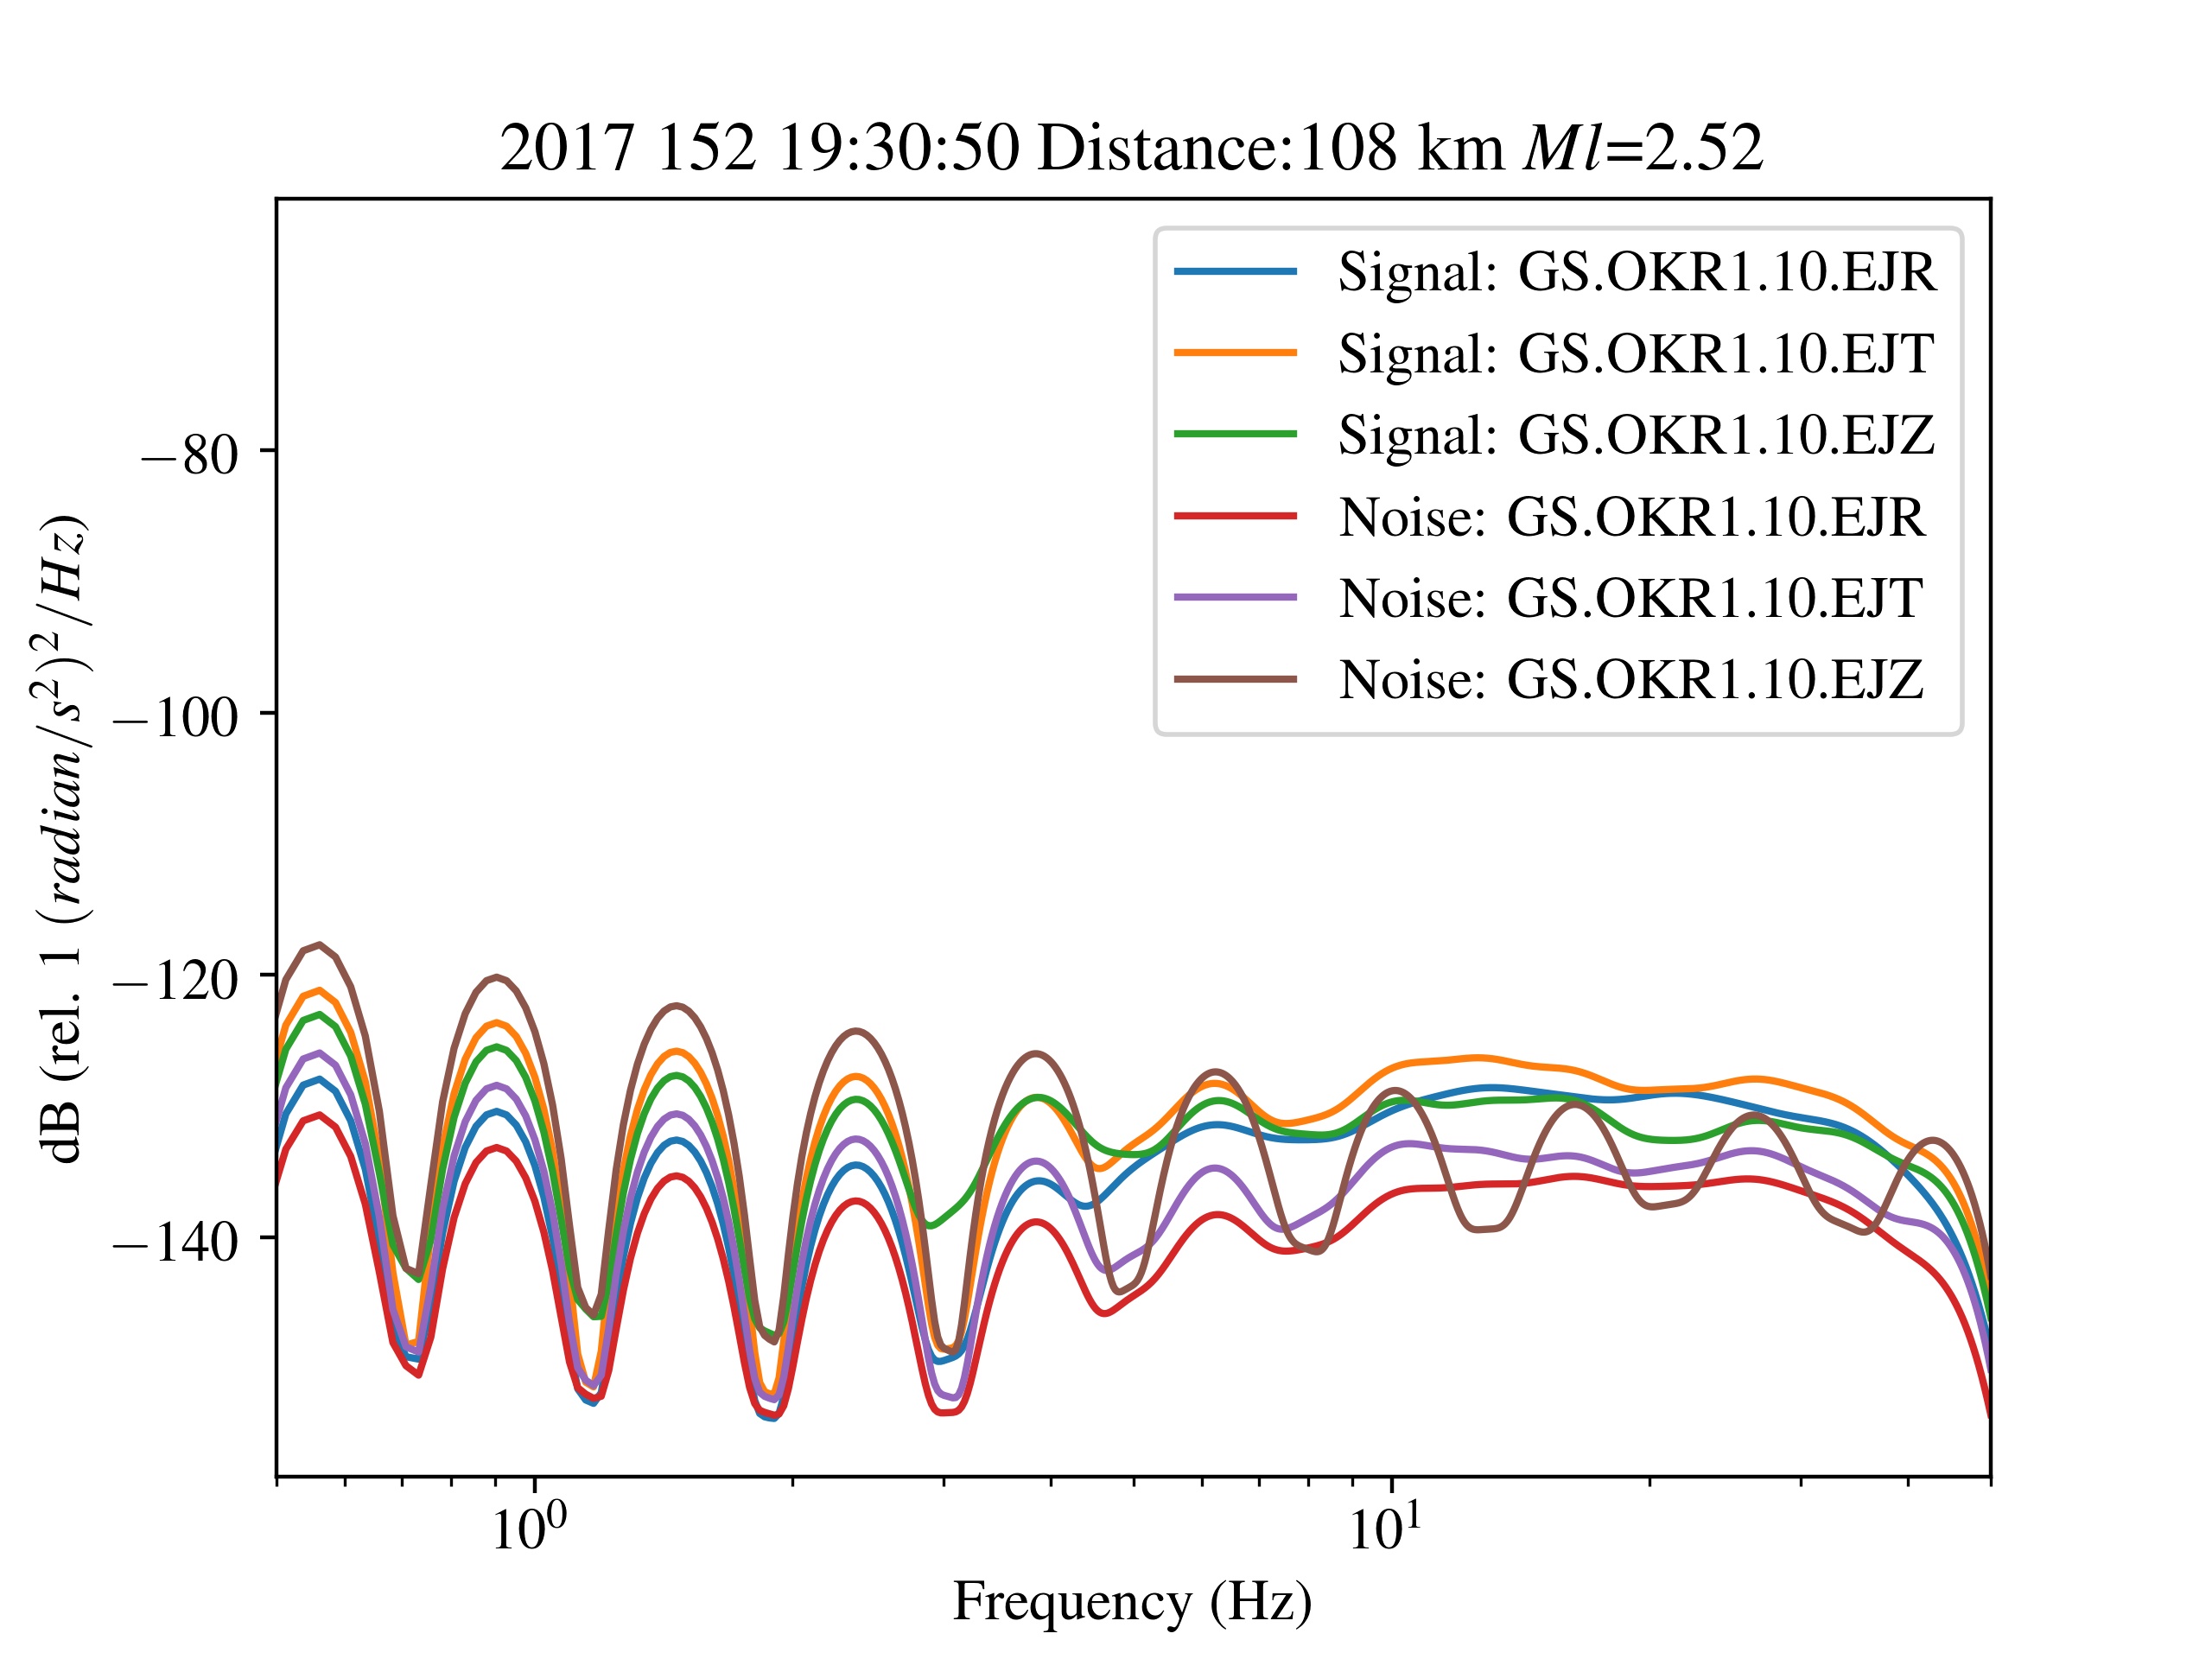 2017 152 19:30:50 Distance:108 km Ml=2.52
Signal: GS.OKR1.10.EJR
Signal: GS.OKR1.10.EJT
Signal: GS.OKR1.10.EJZ
Noise: GS.OKR1.10.EJR
Noise: GS.OKR1.10.EJT
Noise: GS.OKR1.10.EJZ
dB (rel. 1 (radian/s²)²/Hz)
−80
−100
−120
−140
10⁰ 10¹
Frequency (Hz)